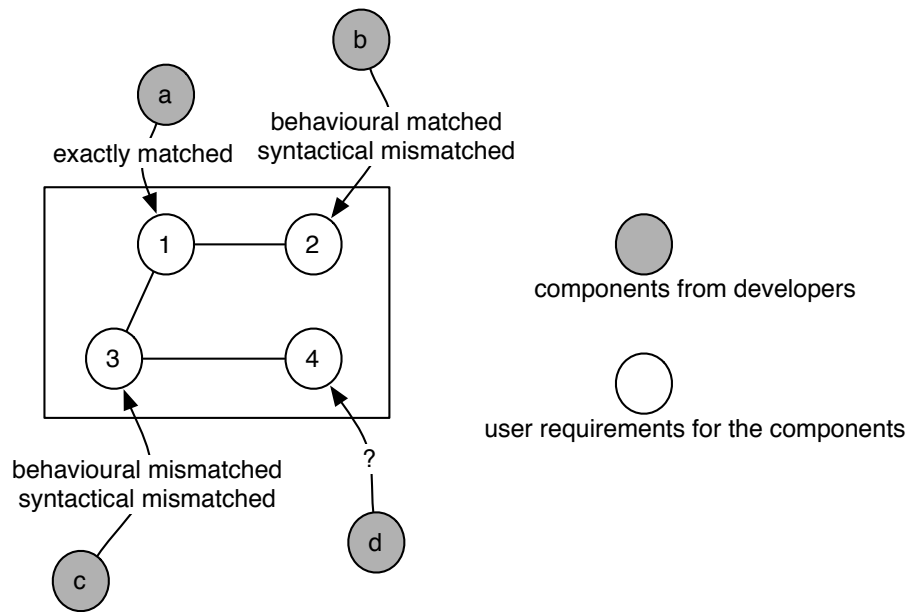 b
a
behavioural matched
syntactical mismatched
exactly matched
1
2
components from developers
3
4
user requirements for the components
?
behavioural mismatched
syntactical mismatched
d
c